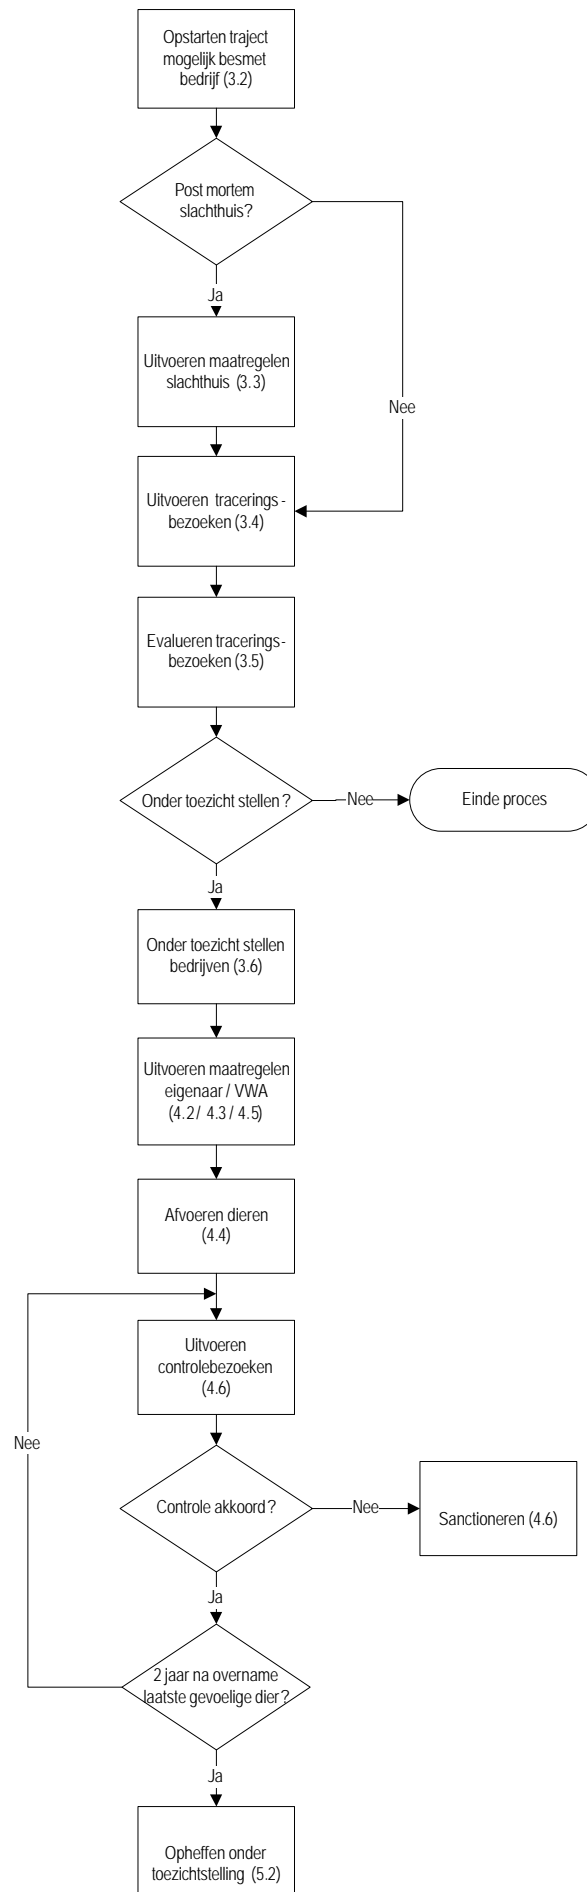 Opstarten traject
mogelijk besmet
bedrijf (3.2)
Post mortem
slachthuis?
Ja
Nee
Uitvoeren maatregelen
slachthuis (3.3)
Uitvoeren tracerings-
bezoeken (3.4)
Evalueren tracerings-
bezoeken (3.5)
Onder toezicht stellen?
Nee
Einde proces
Ja
Onder toezicht stellen
bedrijven (3.6)
Uitvoeren maatregelen
eigenaar / VWA
(4.2 / 4.3 / 4.5)
Afvoeren dieren
(4.4)
Uitvoeren
controlebezoeken
(4.6)
Nee
Controle akkoord?
Nee
Sanctioneren (4.6)
Ja
2 jaar na overname
laatste gevoelige dier?
Ja
Opheffen onder
toezichtstelling (5.2)